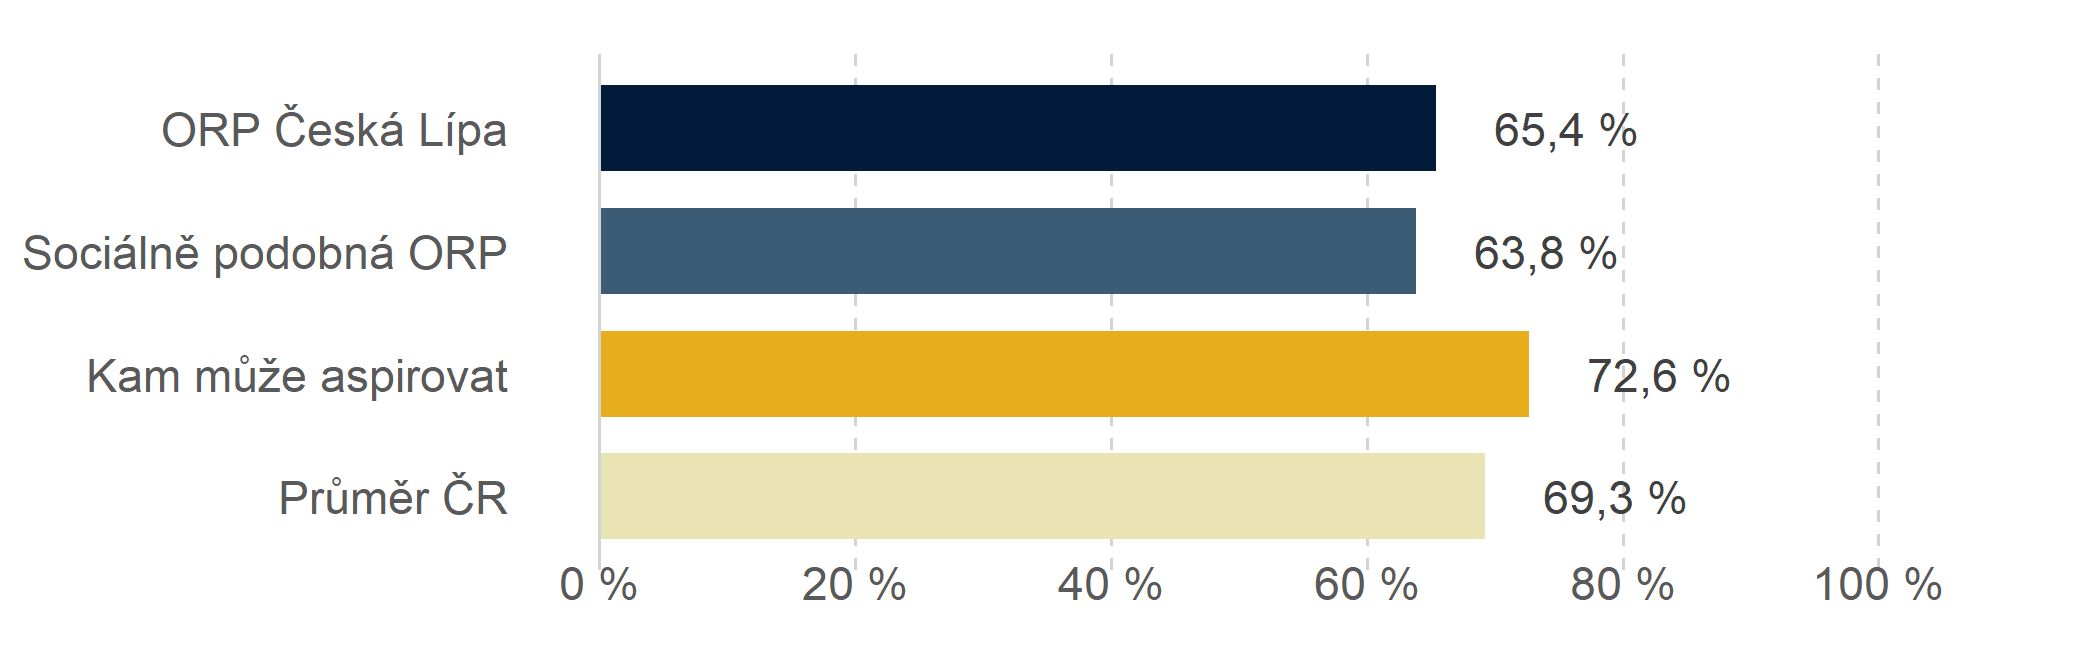 ORP Česká Lípa 65,4 %
Sociálně podobná ORP 63,8 %
Kam může aspirovat 72,6 %
Průměr ČR 69,3 %
0 % 20 % 40 % 60 % 80 % 100 %